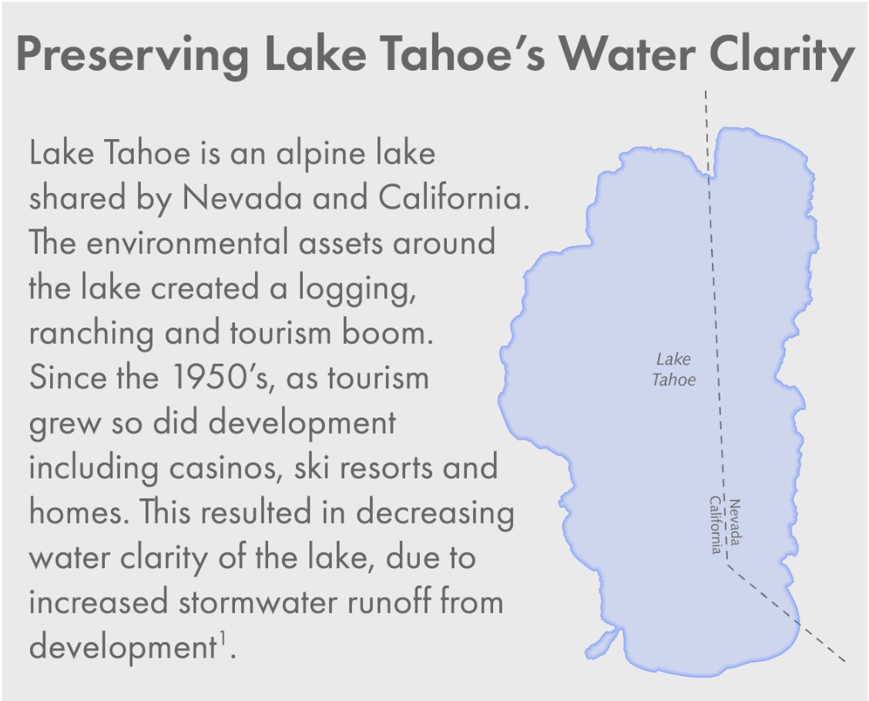 Preserving Lake Tahoe’s Water Clarity
Lake Tahoe is an alpine lake
shared by Nevada and California.
The environmental assets around
the lake created a logging,
ranching and tourism boom.
Since the 1950’s, as tourism
grew so did development
including casinos, ski resorts and
homes. This resulted in decreasing
water clarity of the lake, due to
increased stormwater runoff from
development¹.
Lake
Tahoe
Nevada
California